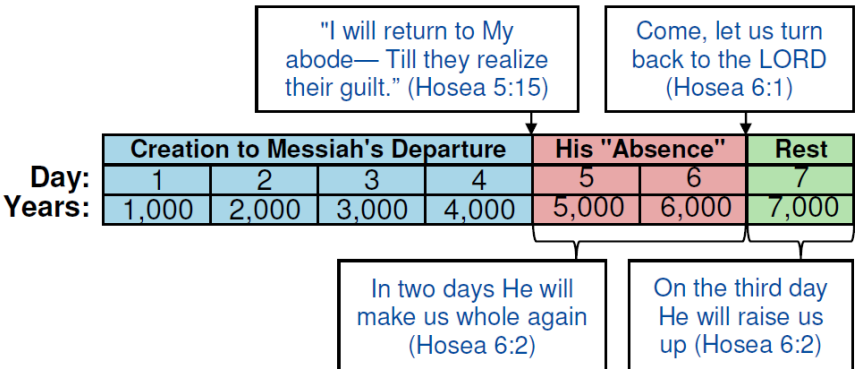 "I will return to My
abode— Till they realize
their guilt.” (Hosea 5:15)
Come, let us turn
back to the LORD
(Hosea 6:1)
Creation to Messiah's Departure His "Absence" Rest
Day: 1 2 3 4 5 6 7
Years: 1,000 2,000 3,000 4,000 5,000 6,000 7,000
In two days He will
make us whole again
(Hosea 6:2)
On the third day
He will raise us
up (Hosea 6:2)